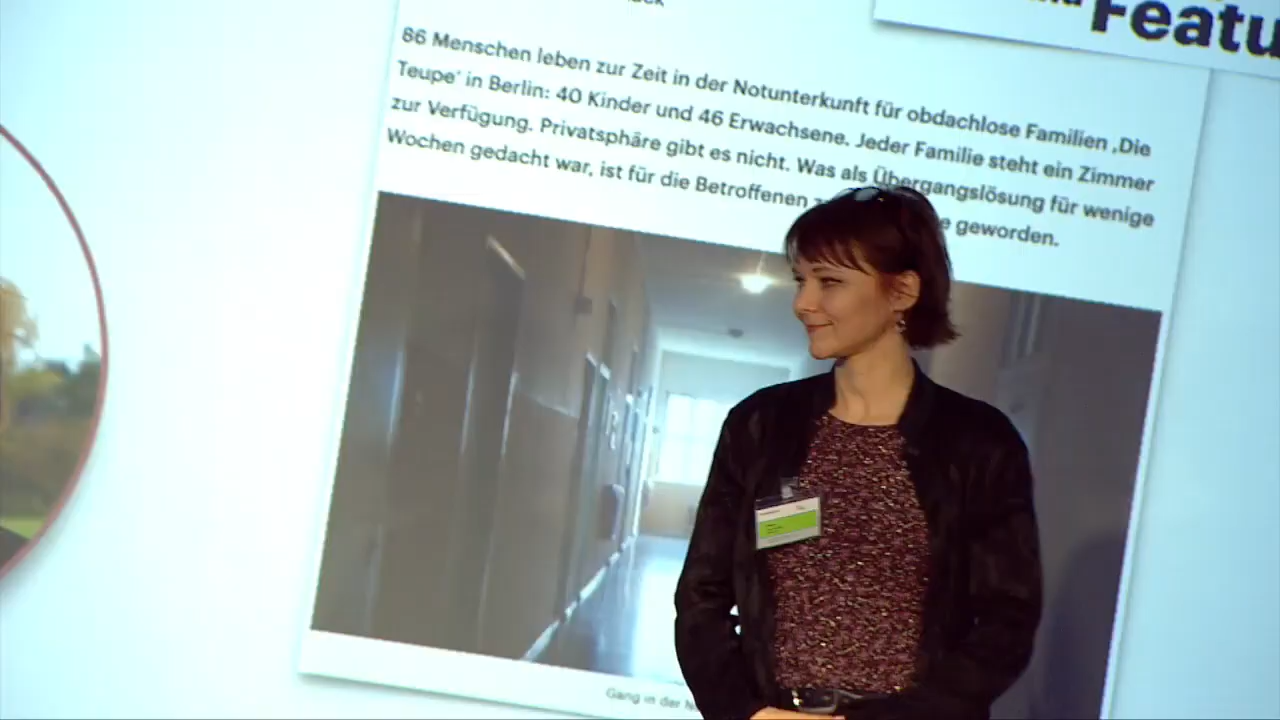 Featu
86 Menschen leben zur Zeit in der Notunterkunft für obdachlose Familien ‚Die
Teupe‘ in Berlin: 40 Kinder und 46 Erwachsene. Jeder Familie steht ein Zimmer
zur Verfügung. Privatsphäre gibt es nicht. Was als Übergangslösung für wenige
Wochen gedacht war, ist für die Betroffenen geworden.
Gang in der